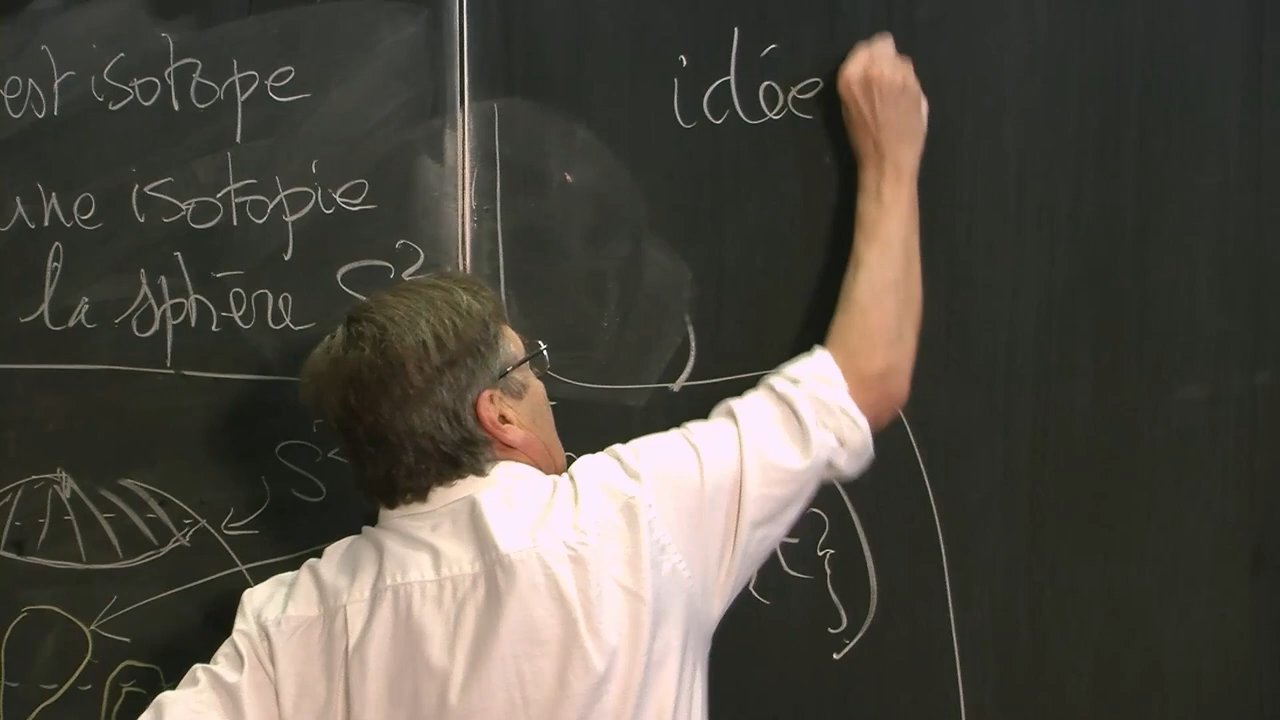 est isotope
une isotopie
la sphère S²
S²
idée